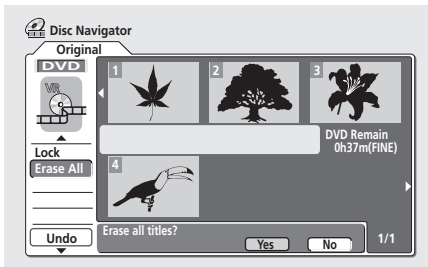 Disc Navigator
Original
DVD
VR
1
2
3
DVD Remain
0h37m(FINE)
Lock
Erase All
4
Undo
Erase all titles?
Yes
No
1/1